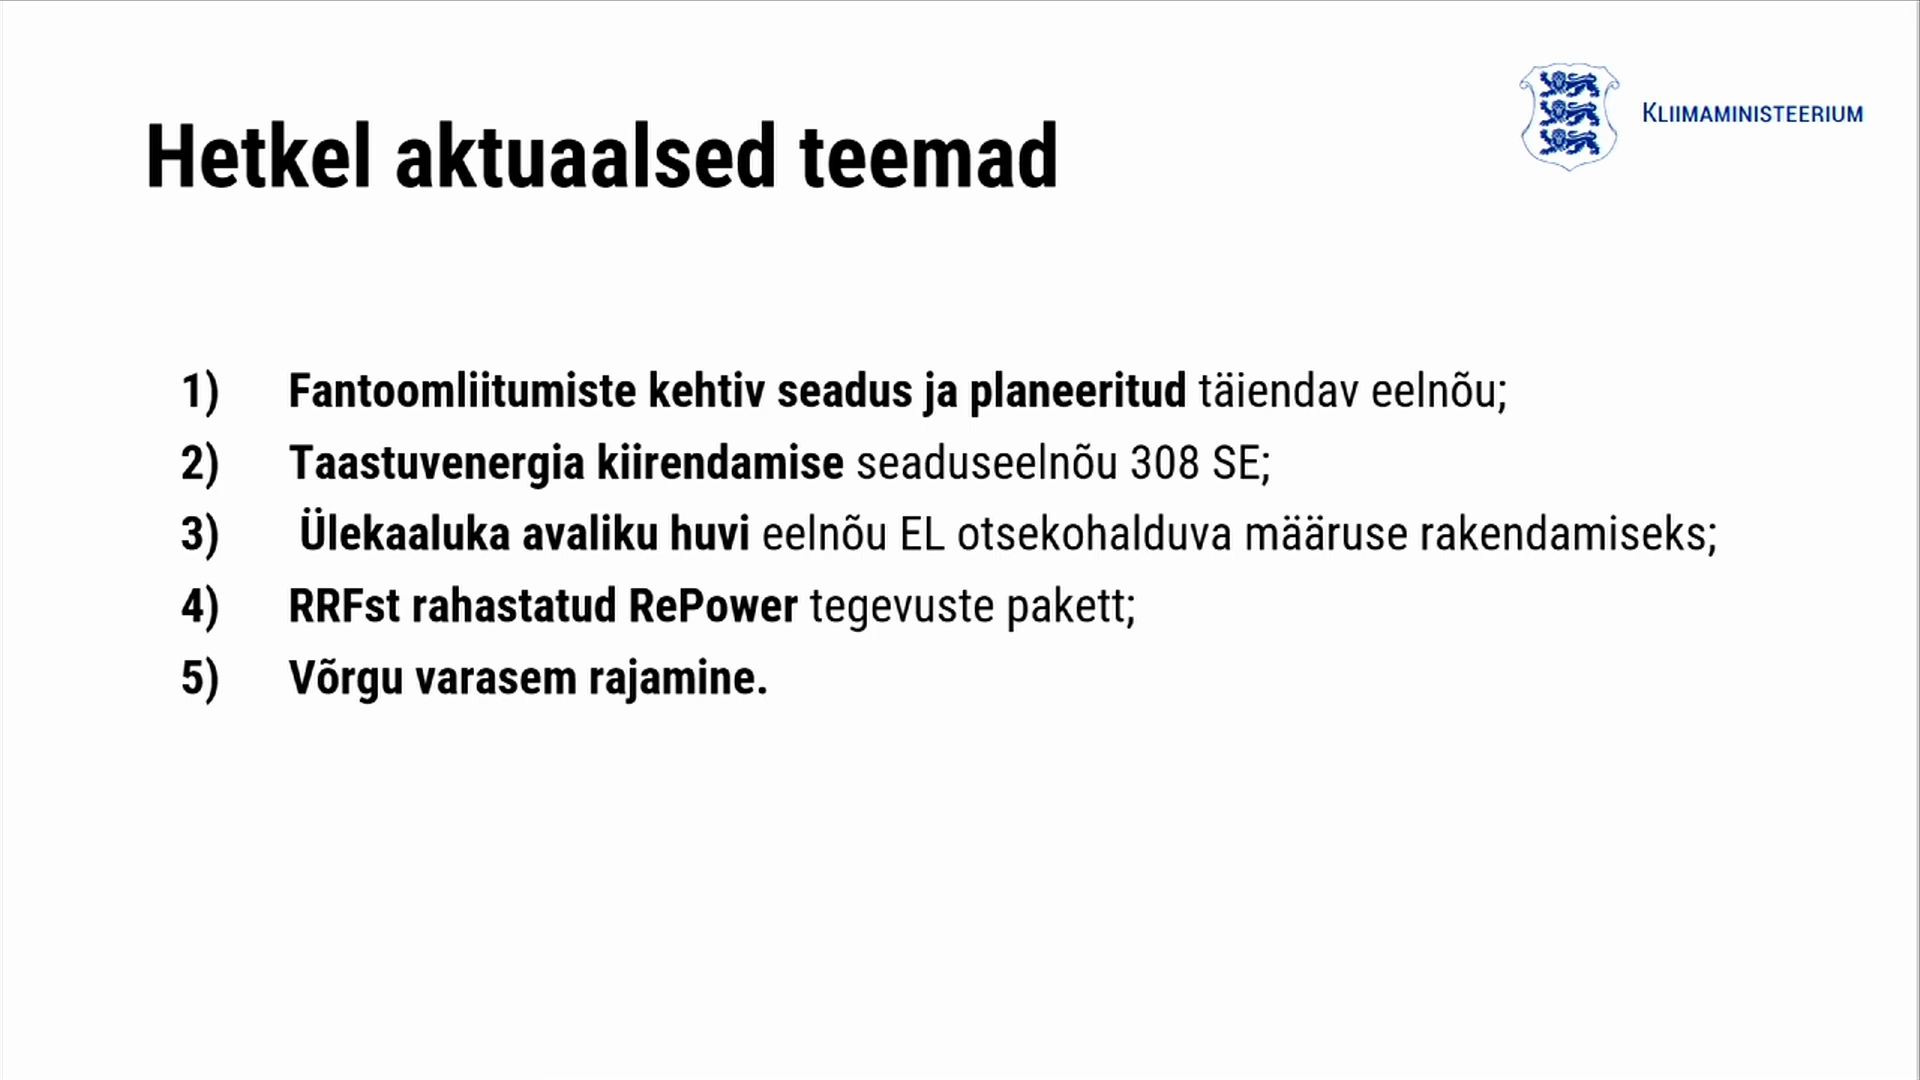 KLIIMAMINISTEERIUM
Hetkel aktuaalsed teemad
1) Fantoomliitumiste kehtiv seadus ja planeeritud täiendav eelnõu;
2) Taastuvenergia kiirendamise seaduseelnõu 308 SE;
3) Ülekaaluka avaliku huvi eelnõu EL otsekohalduva määruse rakendamiseks;
4) RRFst rahastatud RePower tegevuste pakett;
5) Võrgu varasem rajamine.